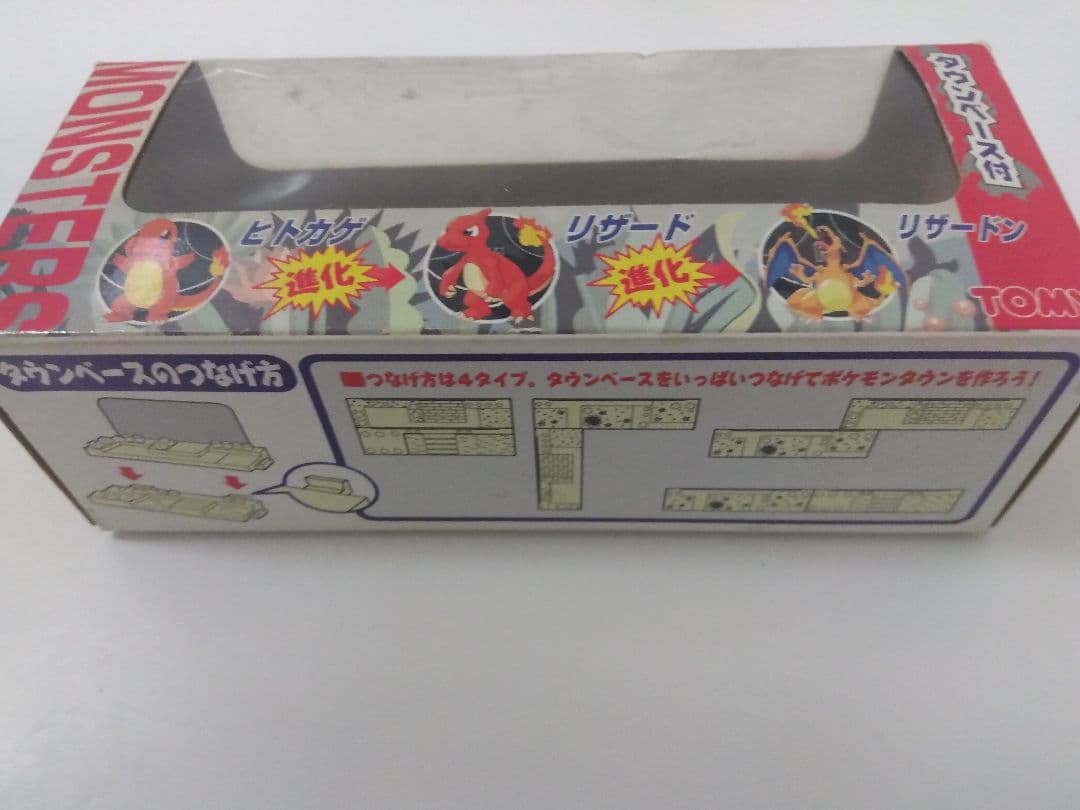 MONSTERS
タウンベース付
ヒトカゲ
進化
リザード
進化
リザードン
TOMY
タウンベースのつなげ方
■つなげ方は4タイプ。タウンベースをいっぱいつなげてポケモンタウンを作ろう!